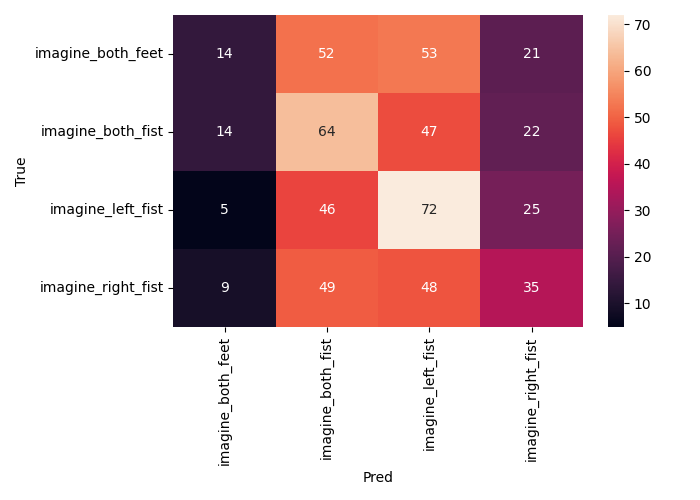 imagine_both_feet 14 52 53 21
imagine_both_fist 14 64 47 22
imagine_left_fist 5 46 72 25
imagine_right_fist 9 49 48 35
True
imagine_both_feet
imagine_both_fist
imagine_left_fist
imagine_right_fist
Pred
70
60
50
40
30
20
10